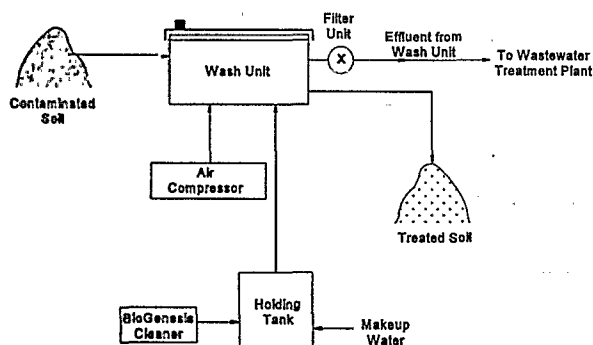 Filter
Unit
Effluent from
Wash Unit
To Wastewater
Treatment Plant
X
Wash Unit
Contaminated
Soil
Air
Compressor
Treated Soil
BioGenesis
Cleaner
Holding
Tank
Makeup
Water